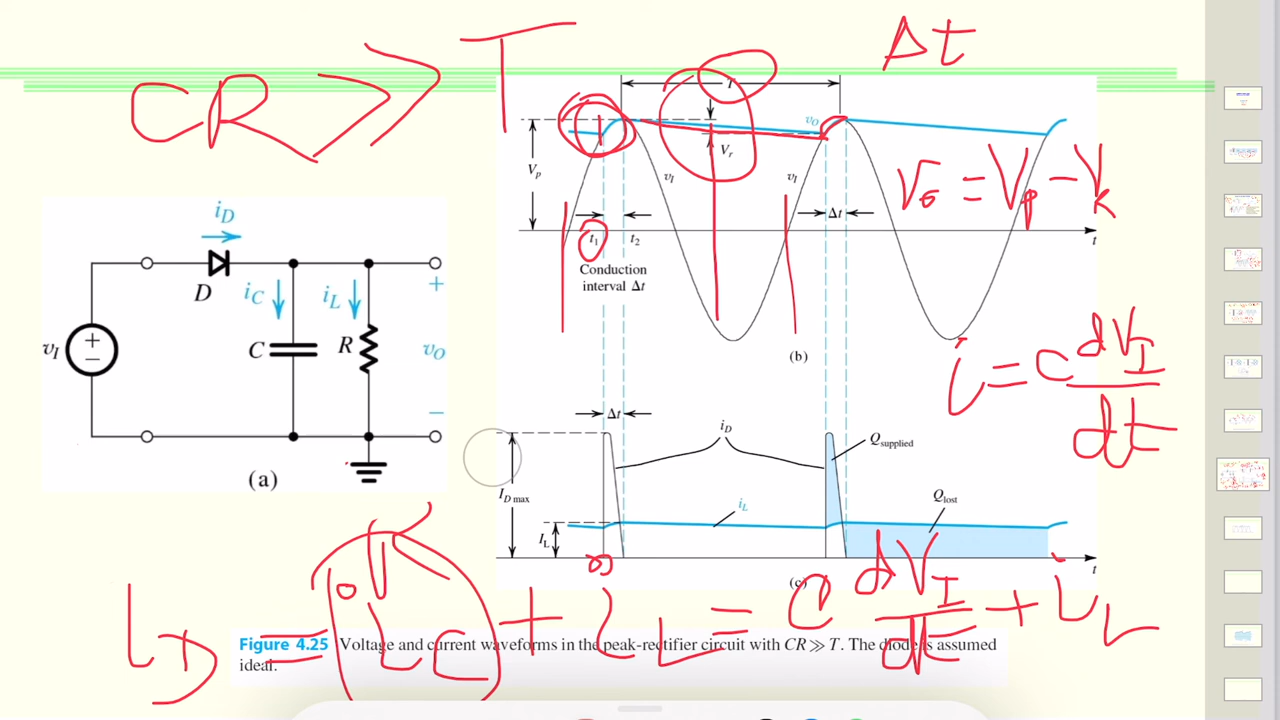 CR >> T
Δt
T
v_O
V_p
V_r
v_I
v_I
v_o = V_p - V_r
Δt
t_1
t_2
t
Conduction
interval Δt
(b)
i_D
D
i_C
i_L
v_I
+
−
C
R
+
v_O
−
(a)
i = C dV_I/dt
Δt
i_D
Q_supplied
I_D max
i_L
Q_lost
I_L
t
(c)
i_D = i_C + i_L = C dV_I/dt + i_L
Figure 4.25 Voltage and current waveforms in the peak-rectifier circuit with CR ≫ T. The diode is assumed
ideal.